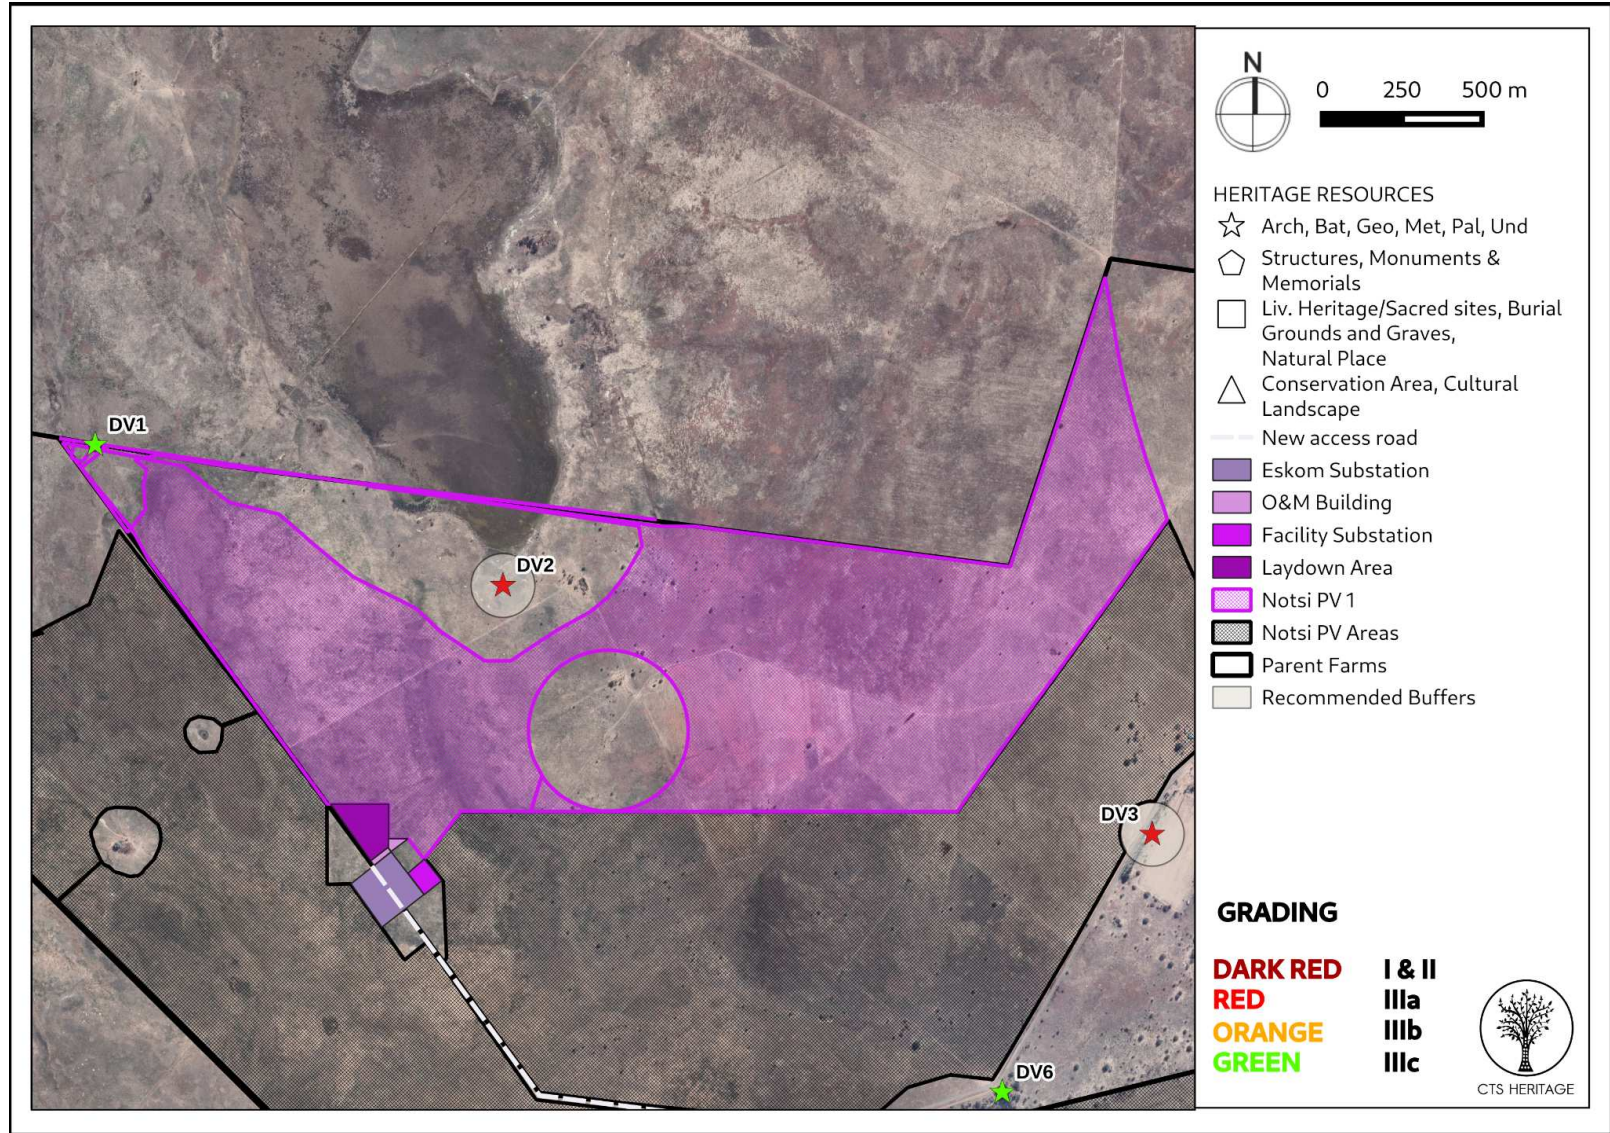 N
0 250 500 m
HERITAGE RESOURCES
Arch, Bat, Geo, Met, Pal, Und
Structures, Monuments &
Memorials
Liv. Heritage/Sacred sites, Burial
Grounds and Graves,
Natural Place
Conservation Area, Cultural
Landscape
New access road
Eskom Substation
O&M Building
Facility Substation
Laydown Area
Notsi PV 1
Notsi PV Areas
Parent Farms
Recommended Buffers
DV1
DV2
DV3
DV6
GRADING
DARK RED I & II
RED IIIa
ORANGE IIIb
GREEN IIIc
CTS HERITAGE